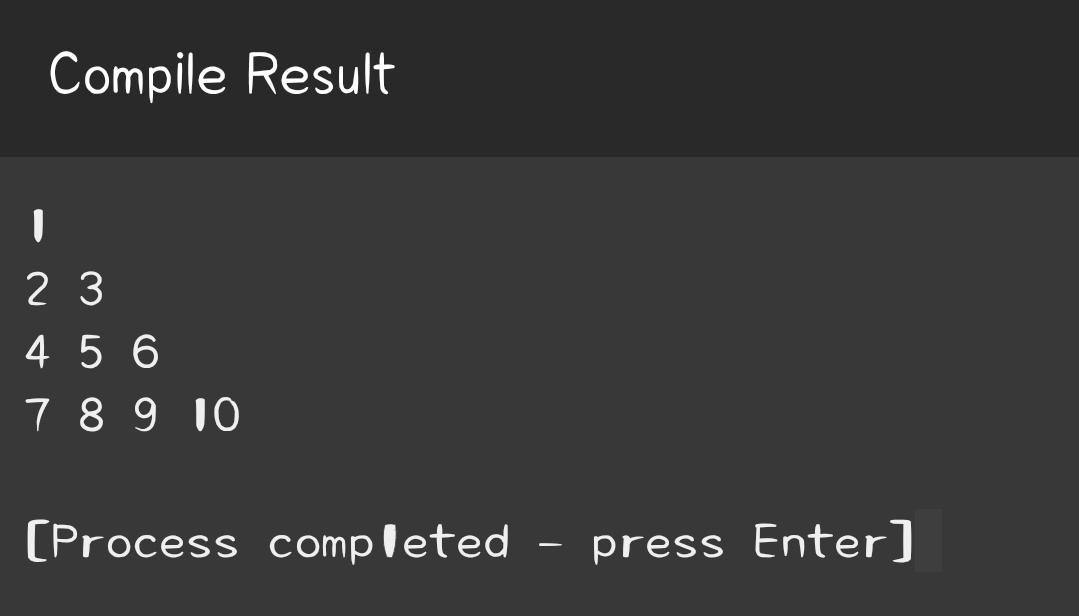 Compile Result
1
2 3
4 5 6
7 8 9 10
[Process completed - press Enter]